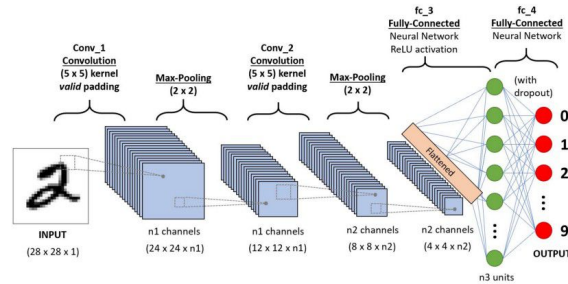 fc_3
Fully-Connected
Neural Network
ReLU activation
fc_4
Fully-Connected
Neural Network
Conv_1
Convolution
(5 x 5) kernel
valid padding
Max-Pooling
(2 x 2)
Conv_2
Convolution
(5 x 5) kernel
valid padding
Max-Pooling
(2 x 2)
(with
dropout)
Flattened
0
1
2
9
2
INPUT
(28 x 28 x 1)
n1 channels
(24 x 24 x n1)
n1 channels
(12 x 12 x n1)
n2 channels
(8 x 8 x n2)
n2 channels
(4 x 4 x n2)
n3 units
OUTPUT